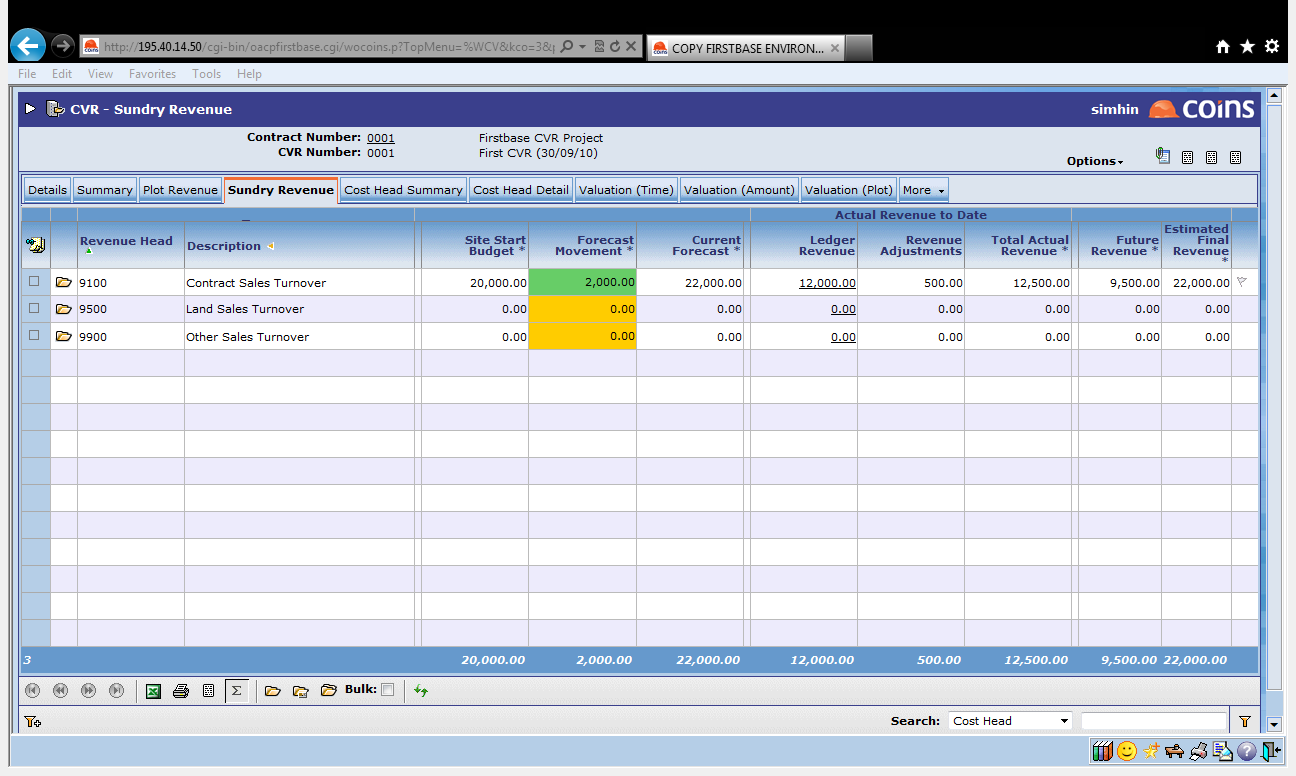 http://195.40.14.50/cgi-bin/oacpfirstbase.cgi/wocoins.p?TopMenu=%WCV&kco=3&
COPY FIRSTBASE ENVIRON...
File Edit View Favorites Tools Help
CVR - Sundry Revenue
simhin coins
Contract Number: 0001 Firstbase CVR Project
CVR Number: 0001 First CVR (30/09/10)
Options
Details Summary Plot Revenue Sundry Revenue Cost Head Summary Cost Head Detail Valuation (Time) Valuation (Amount) Valuation (Plot) More
Actual Revenue to Date
Revenue Head Description Site Start Budget * Forecast Movement * Current Forecast * Ledger Revenue Revenue Adjustments Total Actual Revenue * Future Revenue * Estimated Final Revenue *
9100 Contract Sales Turnover 20,000.00 2,000.00 22,000.00 12,000.00 500.00 12,500.00 9,500.00 22,000.00
9500 Land Sales Turnover 0.00 0.00 0.00 0.00 0.00 0.00 0.00 0.00
9900 Other Sales Turnover 0.00 0.00 0.00 0.00 0.00 0.00 0.00 0.00
3 20,000.00 2,000.00 22,000.00 12,000.00 500.00 12,500.00 9,500.00 22,000.00
Σ Bulk:
Search: Cost Head